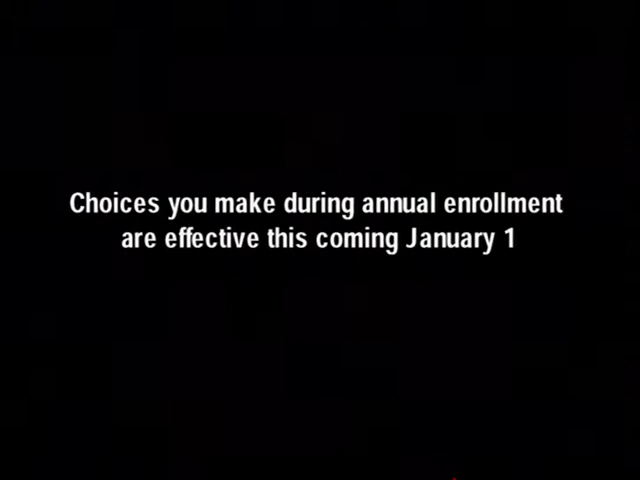 Choices you make during annual enrollment
are effective this coming January 1